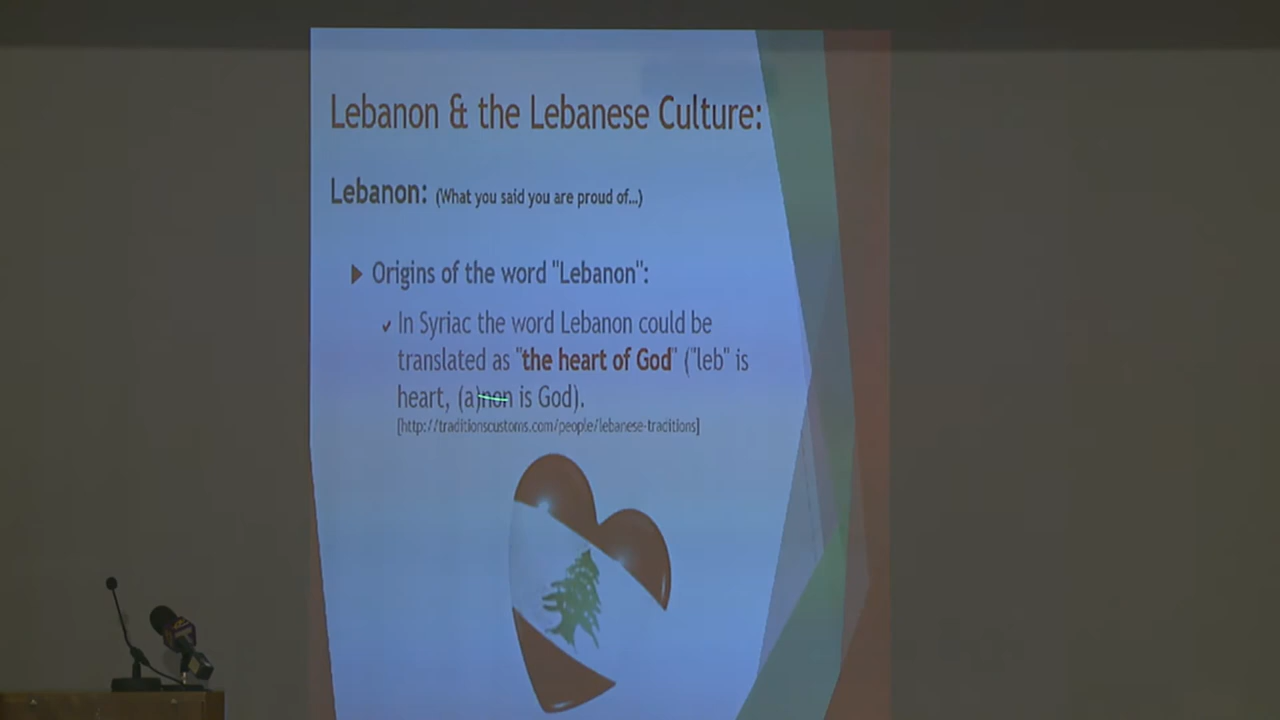 Lebanon & the Lebanese Culture:
Lebanon: (What you said you are proud of...)
Origins of the word "Lebanon":
In Syriac the word Lebanon could be
translated as "the heart of God" ("leb" is
heart, (a)non is God).
[http://traditionscustoms.com/people/lebanese-traditions]